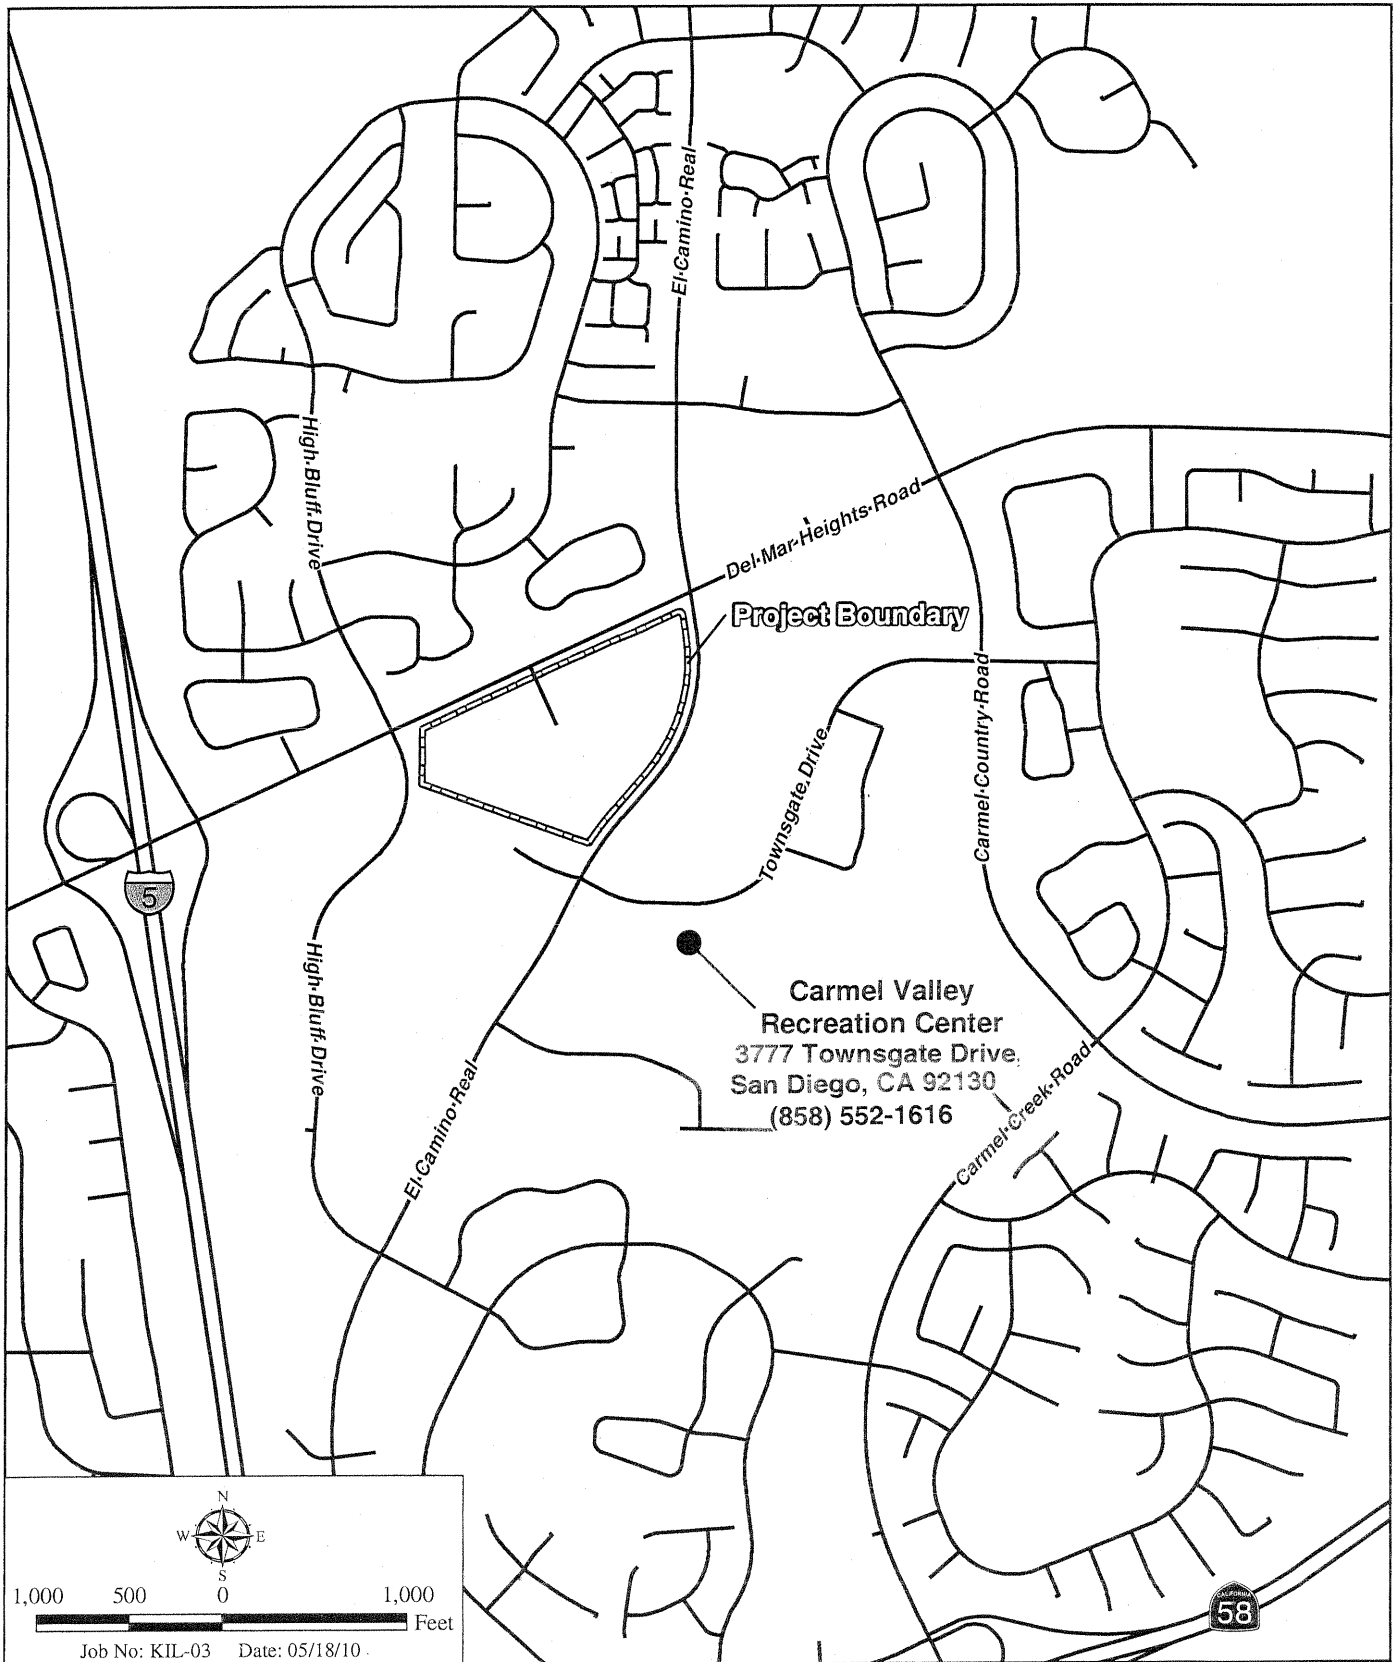 El Camino Real
High Bluff Drive
Del Mar Heights Road
Project Boundary
Carmel Country Road
Townsgate Drive
5
High Bluff Drive
Carmel Valley
Recreation Center
3777 Townsgate Drive,
San Diego, CA 92130
(858) 552-1616
El Camino Real
Carmel Creek Road
N
W E
S
1,000 500 0 1,000
Feet
Job No: KIL-03 Date: 05/18/10
CALIFORNIA
58